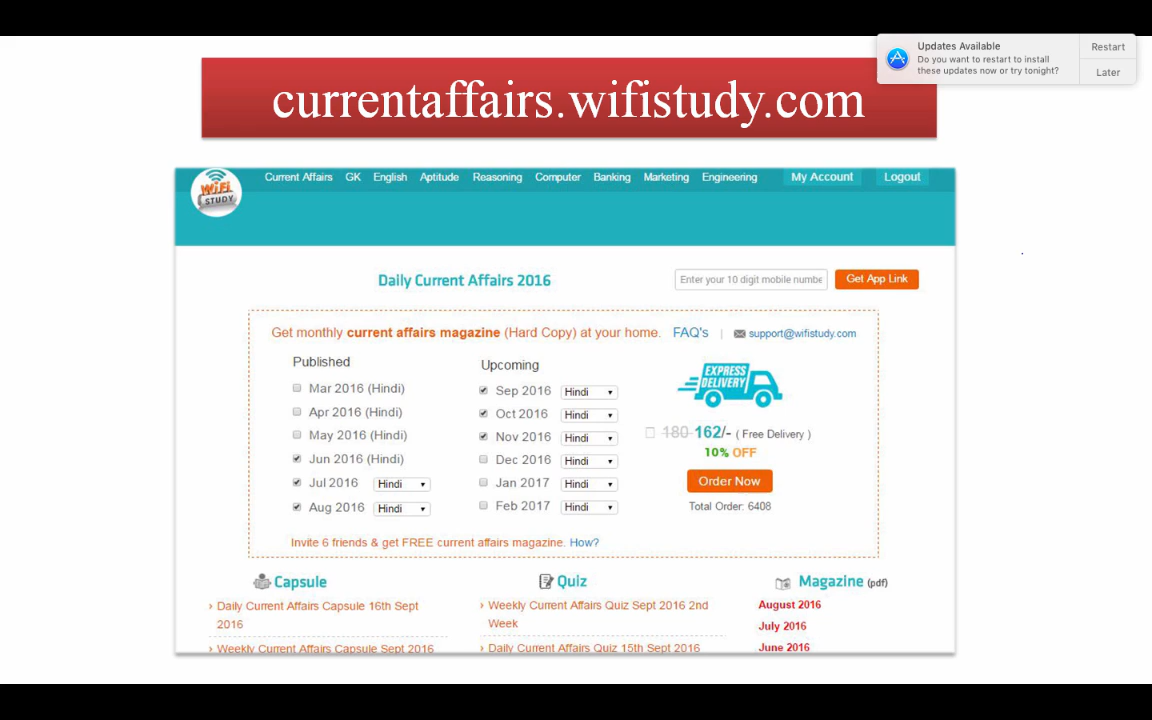 Updates Available
Do you want to restart to install
these updates now or try tonight?
Restart
Later
currentaffairs.wifistudy.com
WiFi
STUDY
Current Affairs GK English Aptitude Reasoning Computer Banking Marketing Engineering My Account Logout
Daily Current Affairs 2016
Enter your 10 digit mobile numbe
Get App Link
Get monthly current affairs magazine (Hard Copy) at your home. FAQ's | support@wifistudy.com
Published
Mar 2016 (Hindi)
Apr 2016 (Hindi)
May 2016 (Hindi)
Jun 2016 (Hindi)
Jul 2016 Hindi
Aug 2016 Hindi
Upcoming
Sep 2016 Hindi
Oct 2016 Hindi
Nov 2016 Hindi
Dec 2016 Hindi
Jan 2017 Hindi
Feb 2017 Hindi
EXPRESS
DELIVERY
180 162/- ( Free Delivery )
10% OFF
Order Now
Total Order: 6408
Invite 6 friends & get FREE current affairs magazine. How?
Capsule
› Daily Current Affairs Capsule 16th Sept
2016
› Weekly Current Affairs Capsule Sept 2016
Quiz
› Weekly Current Affairs Quiz Sept 2016 2nd
Week
› Daily Current Affairs Quiz 15th Sept 2016
Magazine (pdf)
August 2016
July 2016
June 2016